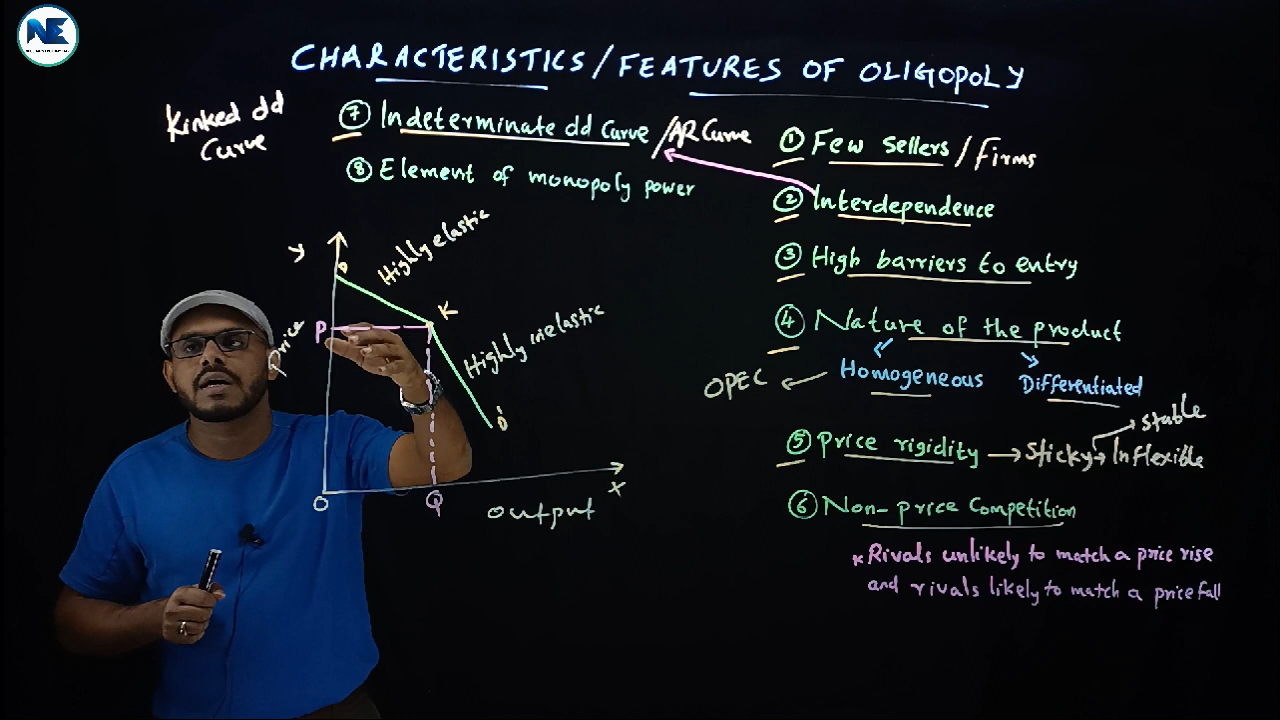 NE
CHARACTERISTICS/FEATURES OF OLIGOPOLY
Kinked dd
Curve
⑦ Indeterminate dd Curve /AR Curve
⑧ Element of monopoly power
① Few sellers / Firms
② Interdependence
③ High barriers to entry
④ Nature of the product
Homogeneous
Differentiated
OPEC
⑤ Price rigidity → Sticky → Inflexible
Stable
⑥ Non-price Competition
* Rivals unlikely to match a price rise
and rivals likely to match a price fall
Y
D
Highly elastic
K
P
Price
Highly inelastic
D'
O
Q
X
Output